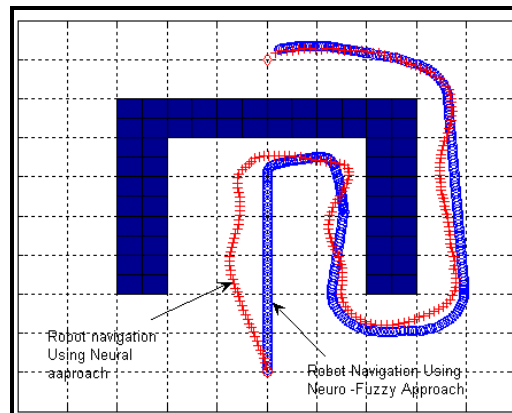 Robot navigation
Using Neural
aaproach
Robot Navigation Using
Neuro -Fuzzy Approach